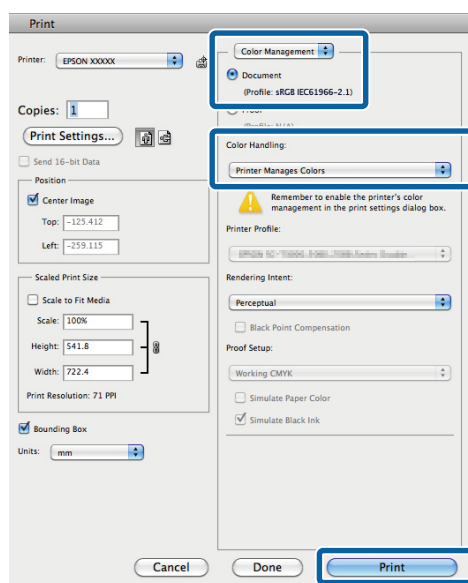 Print
Printer: EPSON XXXXX
Copies: 1
Print Settings...
Send 16-bit Data
Position
Center Image
Top: -125.412
Left: -259.115
Scaled Print Size
Scale to Fit Media
Scale: 100%
Height: 541.8
Width: 722.4
Print Resolution: 71 PPI
Bounding Box
Units: mm
Color Management
Document
(Profile: sRGB IEC61966-2.1)
Color Handling:
Printer Manages Colors
Remember to enable the printer's color
management in the print settings dialog box.
Printer Profile:
Rendering Intent:
Perceptual
Black Point Compensation
Proof Setup:
Working CMYK
Simulate Paper Color
Simulate Black Ink
Cancel
Done
Print